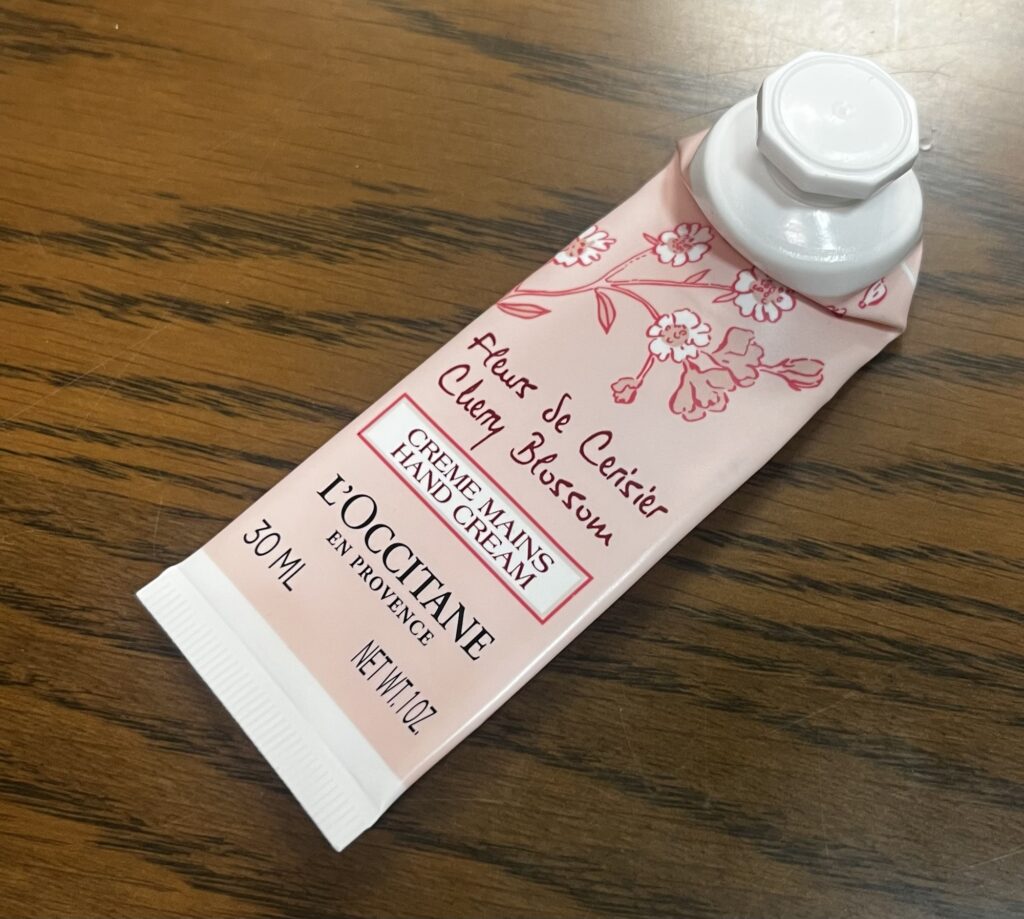 Fleurs de Cerisier
Cherry Blossom
CREME MAINS
HAND CREAM
L'OCCITANE
EN PROVENCE
30 ML
NET WT. 1 OZ.